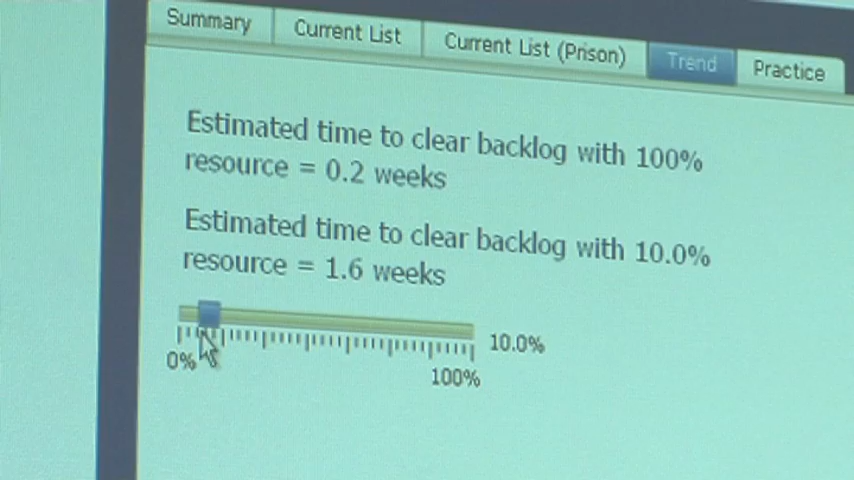 Summary
Current List
Current List (Prison)
Trend
Practice
Estimated time to clear backlog with 100%
resource = 0.2 weeks
Estimated time to clear backlog with 10.0%
resource = 1.6 weeks
10.0%
0%
100%